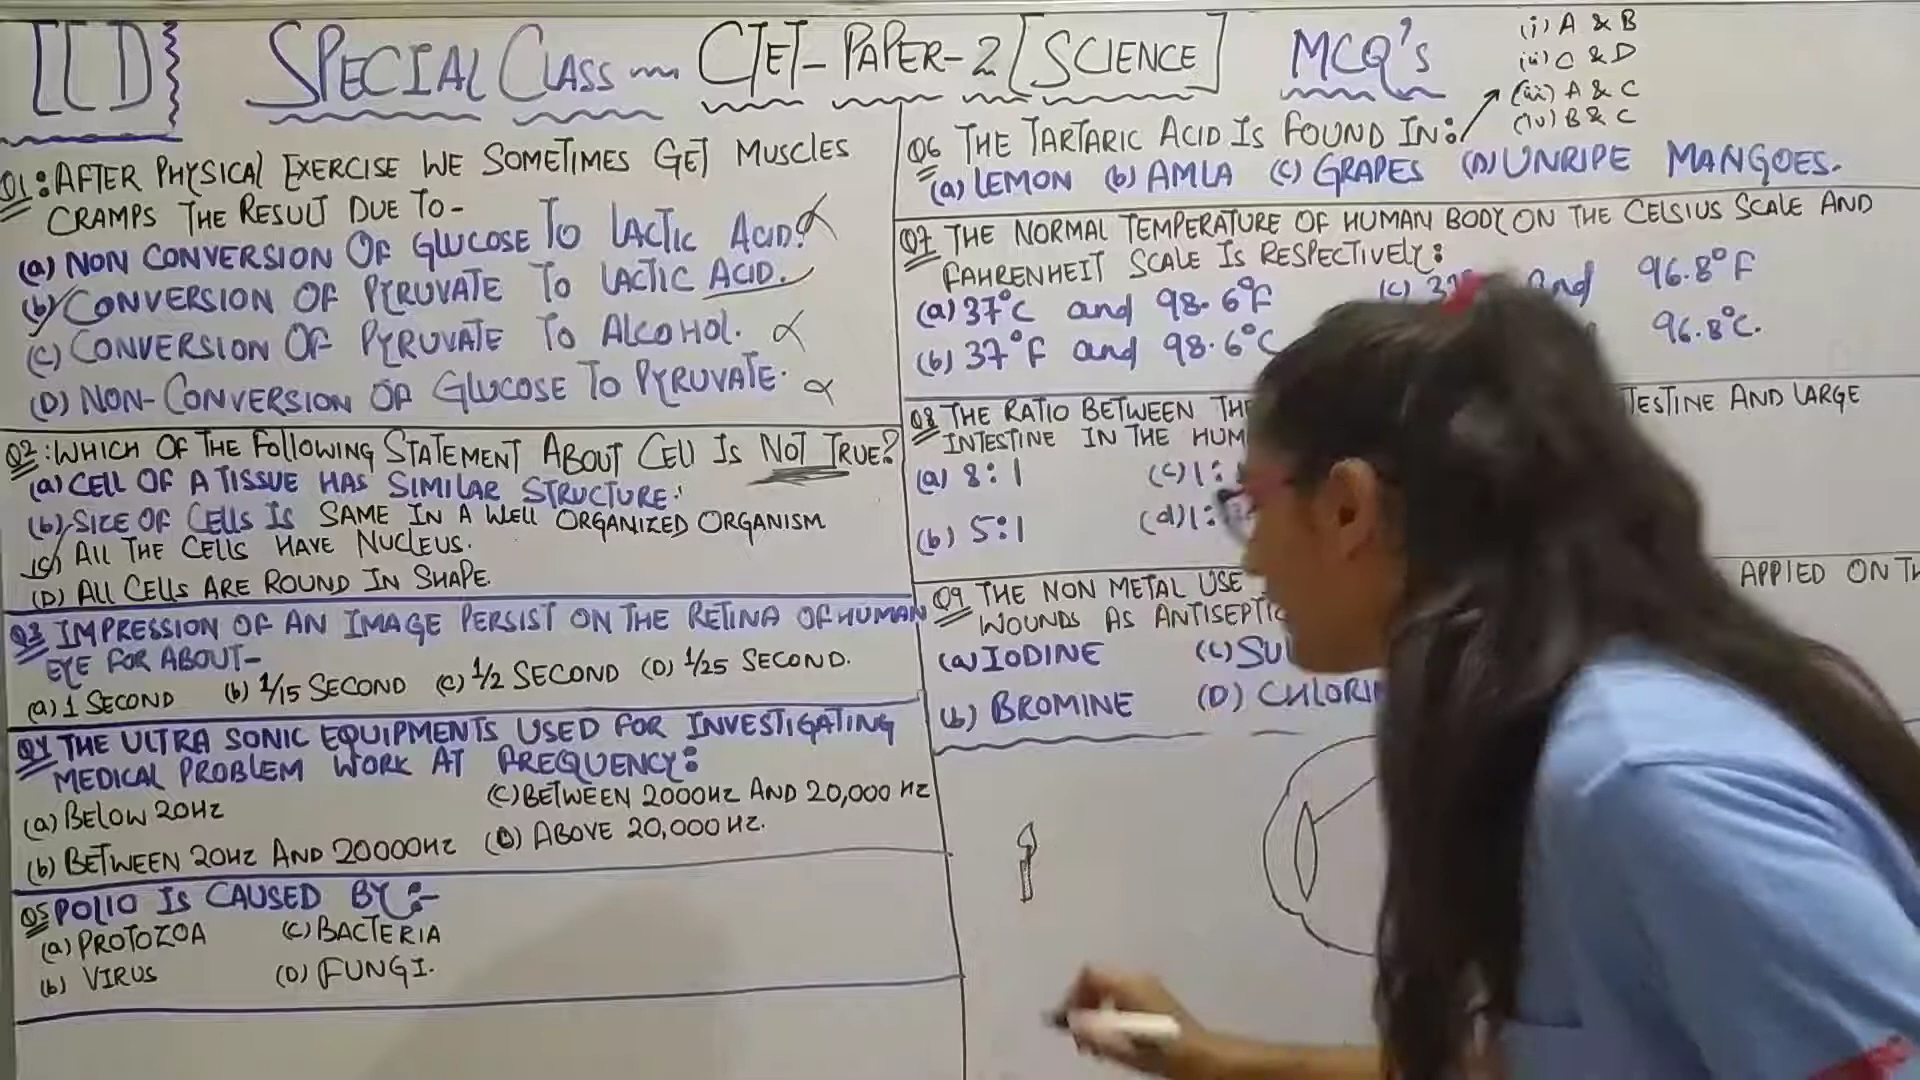 [CD] SPECIAL CLASS CTET-PAPER-2 [SCIENCE] MCQ'S
Q1: AFTER PHYSICAL EXERCISE WE SOMETIMES GET MUSCLES
CRAMPS THE RESULT DUE TO-
(a) NON CONVERSION OF GLUCOSE TO LACTIC ACID.
(b) CONVERSION OF PYRUVATE TO LACTIC ACID.
(C) CONVERSION OF PYRUVATE TO ALCOHOL.
(D) NON-CONVERSION OF GLUCOSE TO PYRUVATE.
Q2: WHICH OF THE FOLLOWING STATEMENT ABOUT CELL IS NOT TRUE?
(a) CELL OF A TISSUE HAS SIMILAR STRUCTURE.
(b) SIZE OF CELLS IS SAME IN A WELL ORGANIZED ORGANISM
(c) ALL THE CELLS HAVE NUCLEUS.
(D) ALL CELLS ARE ROUND IN SHAPE.
Q3 IMPRESSION OF AN IMAGE PERSIST ON THE RETINA OF HUMAN
EYE FOR ABOUT-
(a) 1 SECOND (b) 1/15 SECOND (c) 1/2 SECOND (D) 1/25 SECOND.
Q4 THE ULTRA SONIC EQUIPMENTS USED FOR INVESTIGATING
MEDICAL PROBLEM WORK AT FREQUENCY:
(a) BELOW 20HZ (C) BETWEEN 2000HZ AND 20,000 HZ
(b) BETWEEN 20HZ AND 20000HZ (D) ABOVE 20,000 HZ.
Q5 POLIO IS CAUSED BY:-
(a) PROTOZOA (C) BACTERIA
(b) VIRUS (D) FUNGI.
(i) A & B
(ii) C & D
(iii) A & C
(iv) B & C
Q6 THE TARTARIC ACID IS FOUND IN:
(a) LEMON (b) AMLA (C) GRAPES (D) UNRIPE MANGOES.
Q7 THE NORMAL TEMPERATURE OF HUMAN BODY ON THE CELSIUS SCALE AND
FAHRENHEIT SCALE IS RESPECTIVELY:
(a) 37°C and 98.6°F (c) and 96.8°F
(b) 37°F and 98.6°C 96.8°C.
Q8 THE RATIO BETWEEN THE TESTINE AND LARGE
INTESTINE IN THE HUM
(a) 8:1 (c) 1:
(b) 5:1 (d) 1:
Q9 THE NON METAL USE APPIED ON TH
WOUNDS AS ANTISEPTIC
(a) IODINE (c) SU
(b) BROMINE (D) CHLORI